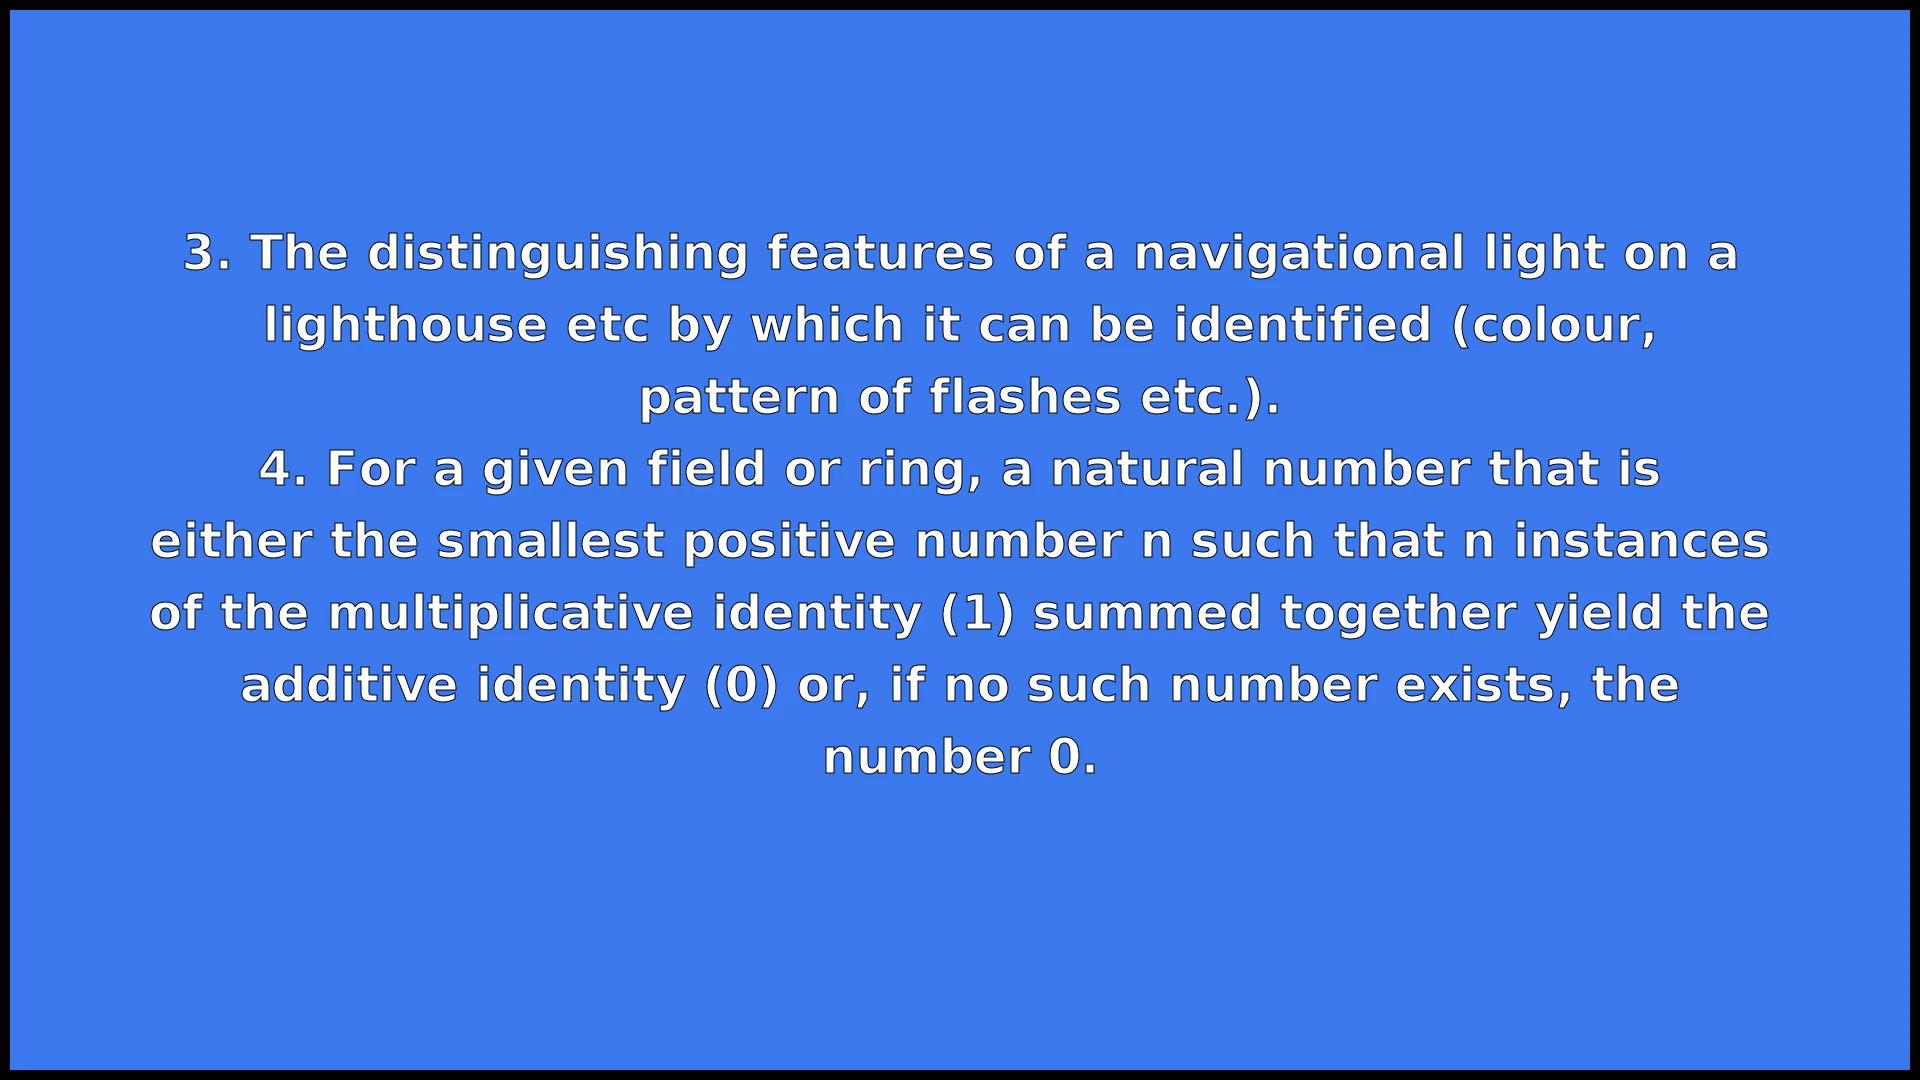 3. The distinguishing features of a navigational light on a
lighthouse etc by which it can be identified (colour,
pattern of flashes etc.).
4. For a given field or ring, a natural number that is
either the smallest positive number n such that n instances
of the multiplicative identity (1) summed together yield the
additive identity (0) or, if no such number exists, the
number 0.